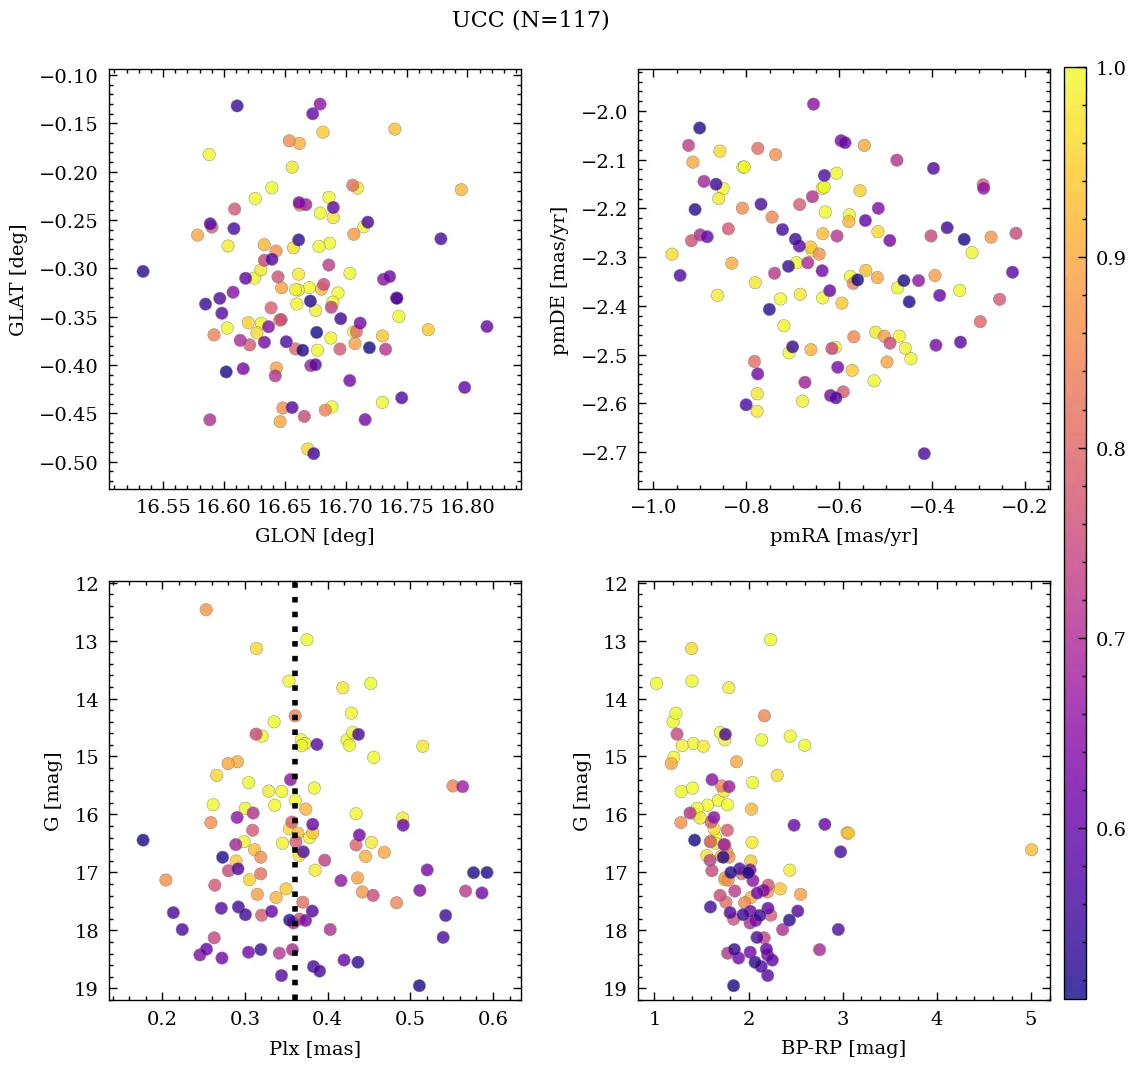 UCC (N=117)
−0.10
−0.15
−0.20
−0.25
−0.30
−0.35
−0.40
−0.45
−0.50
GLAT [deg]
16.55 16.60 16.65 16.70 16.75 16.80
GLON [deg]
−2.0
−2.1
−2.2
−2.3
−2.4
−2.5
−2.6
−2.7
pmDE [mas/yr]
−1.0 −0.8 −0.6 −0.4 −0.2
pmRA [mas/yr]
12
13
14
15
16
17
18
19
G [mag]
0.2 0.3 0.4 0.5 0.6
Plx [mas]
12
13
14
15
16
17
18
19
G [mag]
1 2 3 4 5
BP-RP [mag]
1.0
0.9
0.8
0.7
0.6